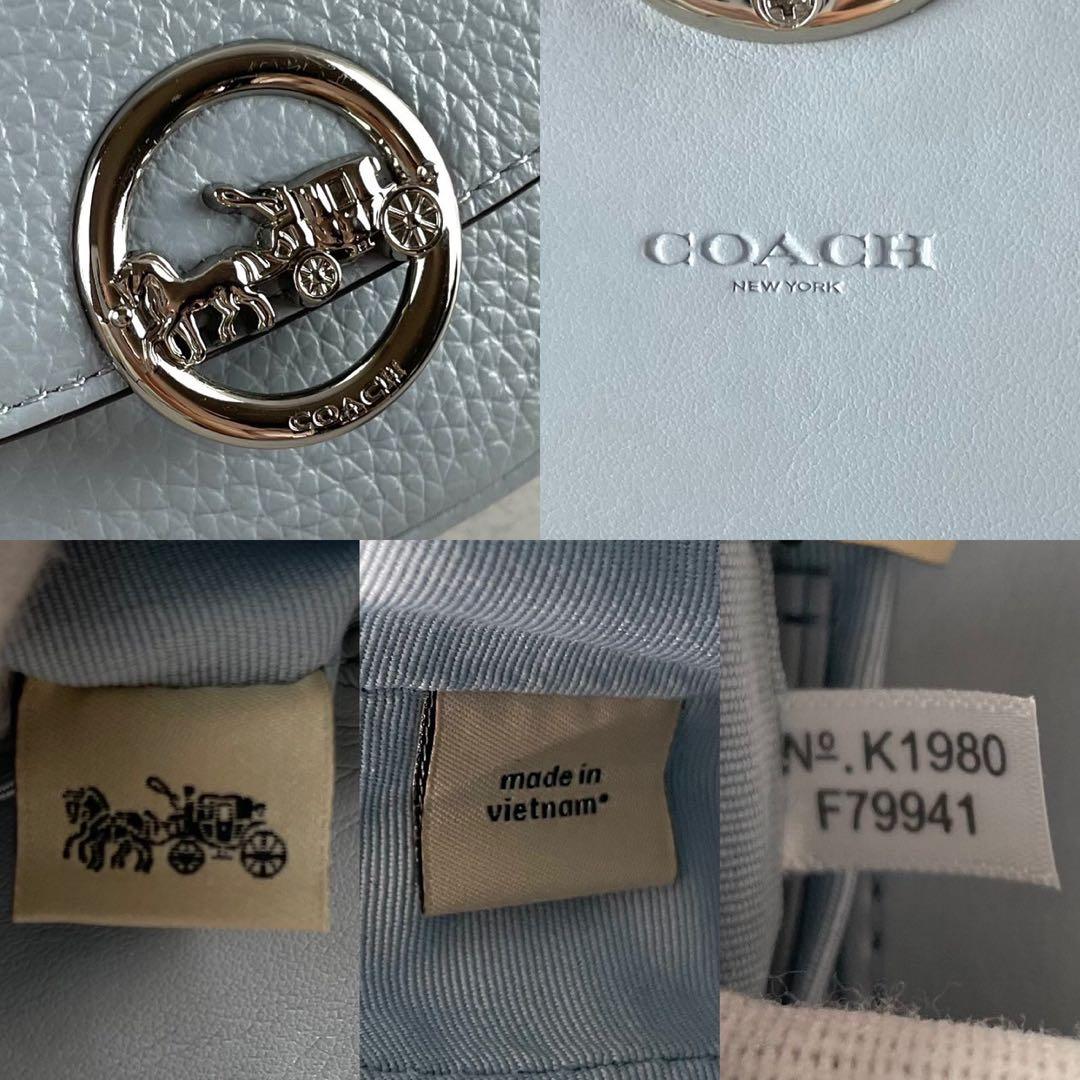 COACH
COACH
NEW YORK
made in
vietnam*
Nº.K1980
F79941